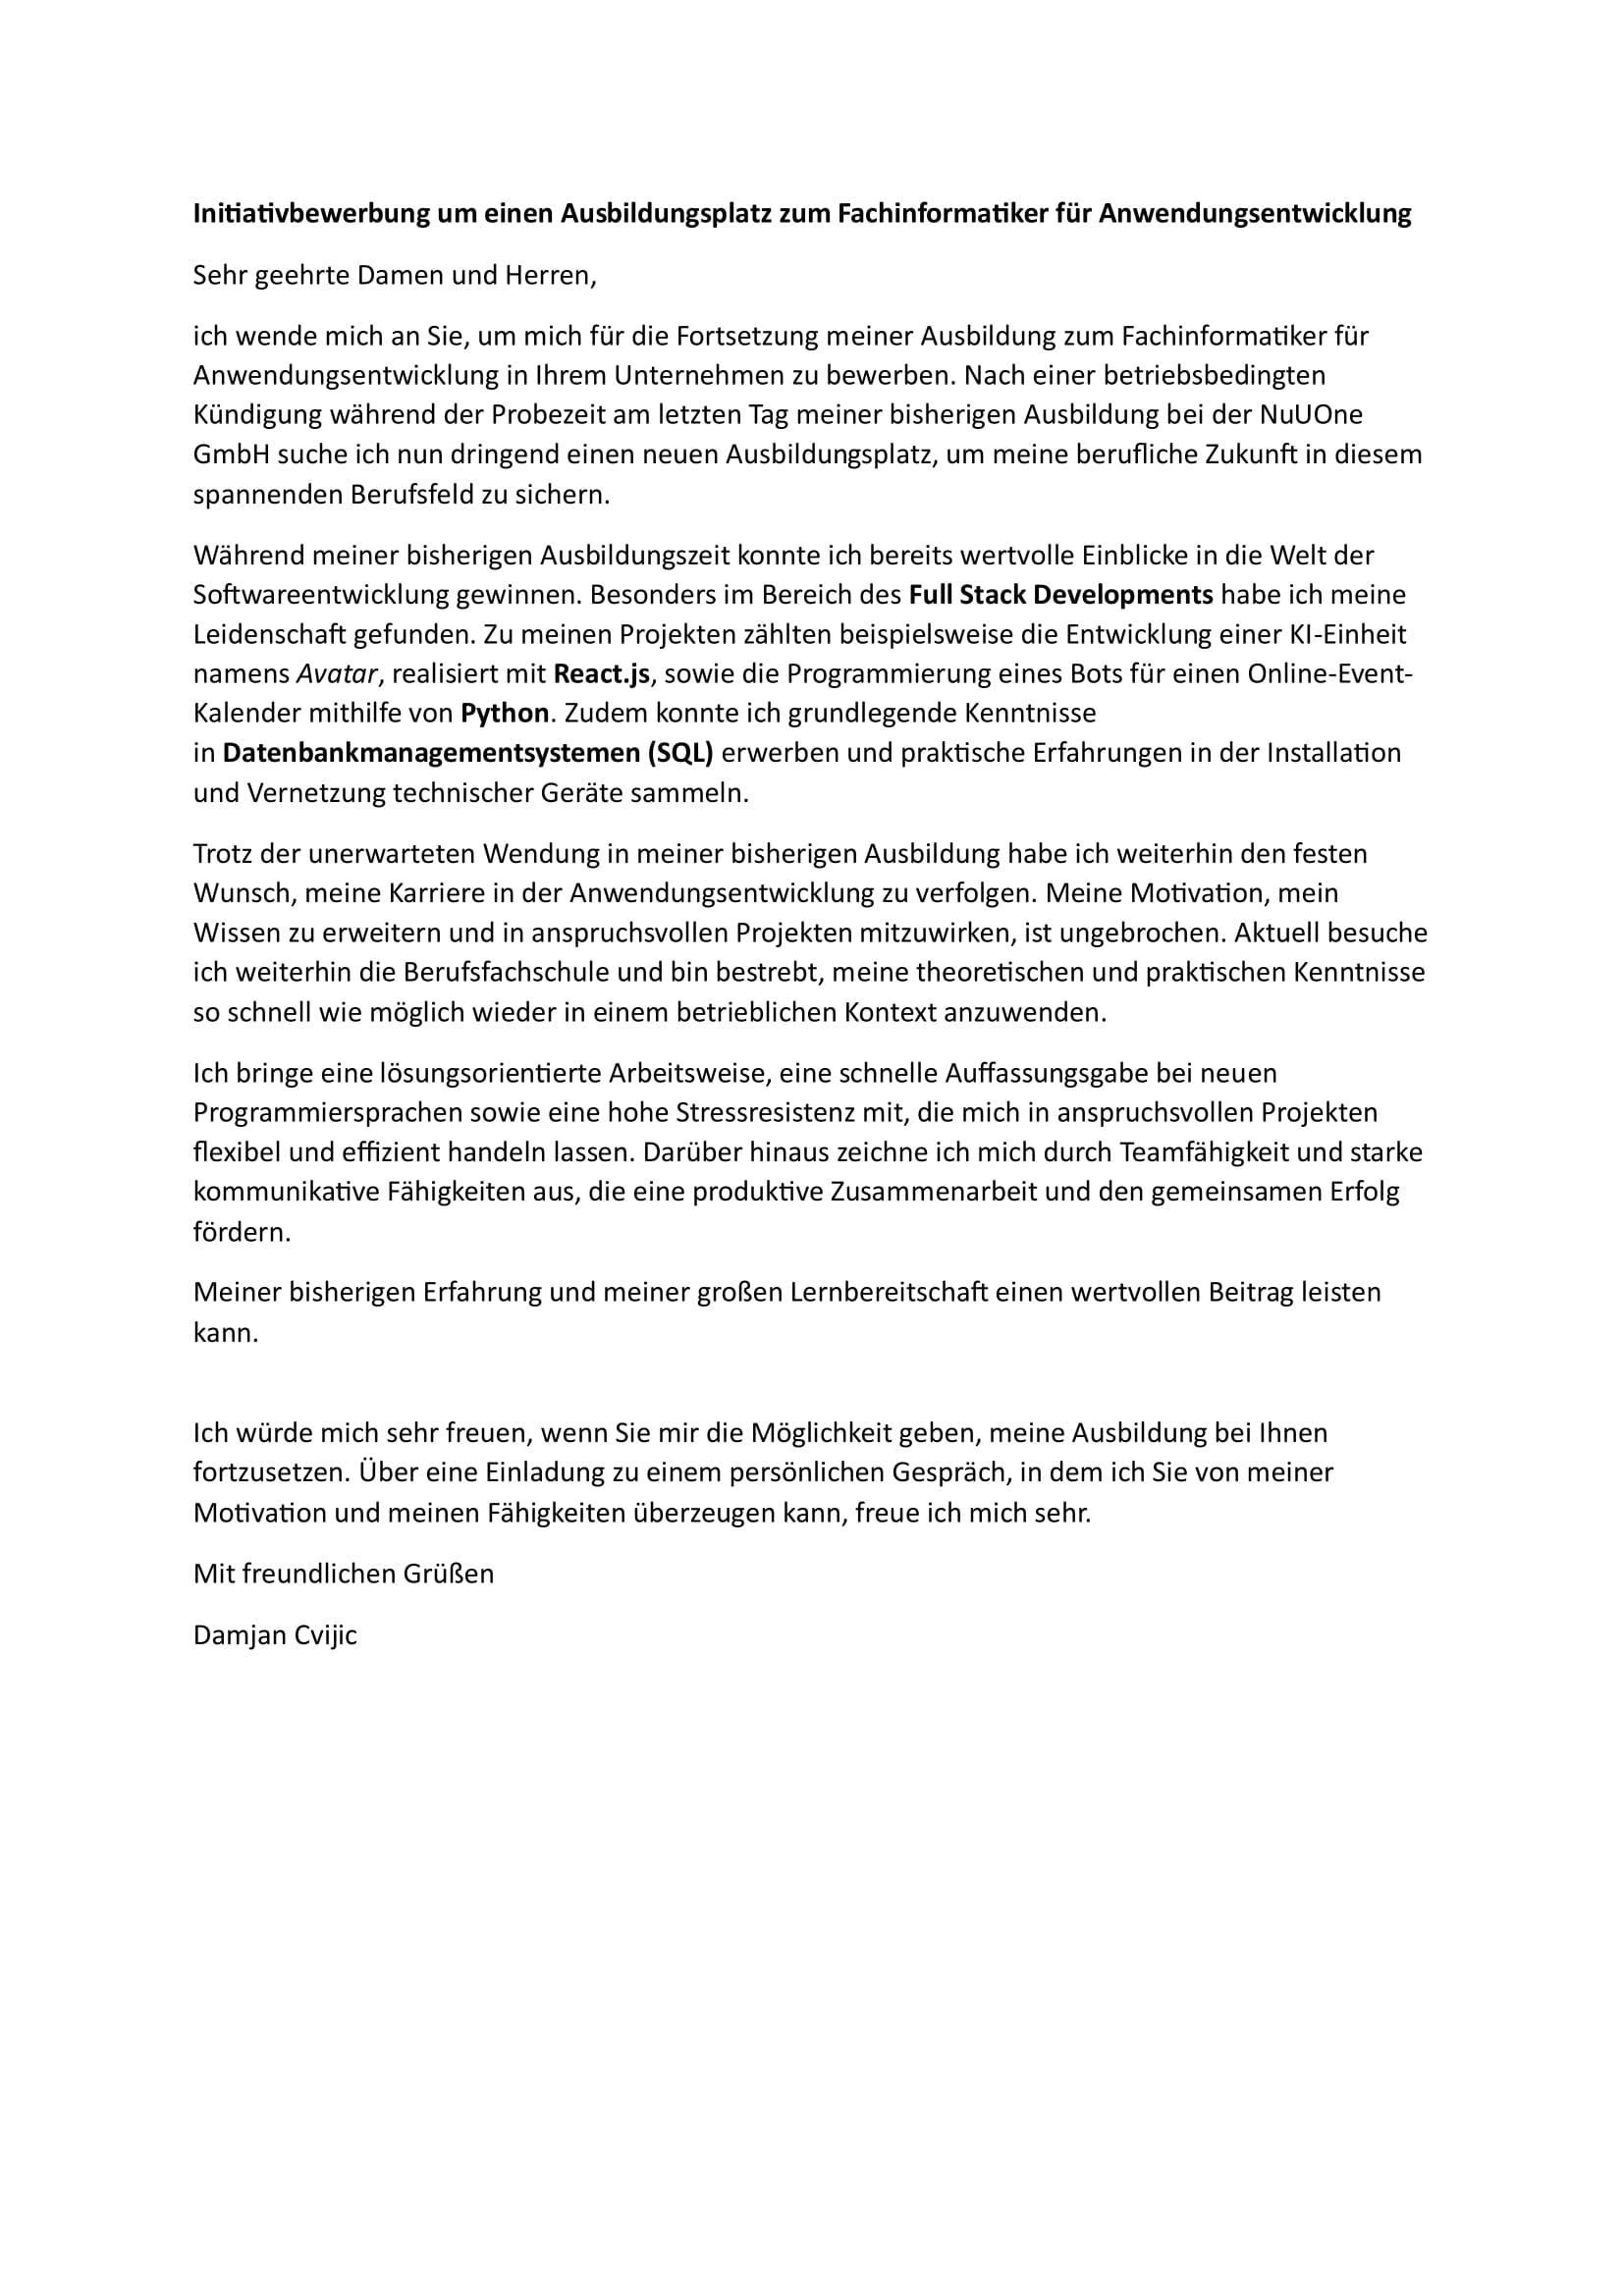 Initiativbewerbung um einen Ausbildungsplatz zum Fachinformatiker für Anwendungsentwicklung
Sehr geehrte Damen und Herren,
ich wende mich an Sie, um mich für die Fortsetzung meiner Ausbildung zum Fachinformatiker für
Anwendungsentwicklung in Ihrem Unternehmen zu bewerben. Nach einer betriebsbedingten
Kündigung während der Probezeit am letzten Tag meiner bisherigen Ausbildung bei der NuUOne
GmbH suche ich nun dringend einen neuen Ausbildungsplatz, um meine berufliche Zukunft in diesem
spannenden Berufsfeld zu sichern.
Während meiner bisherigen Ausbildungszeit konnte ich bereits wertvolle Einblicke in die Welt der
Softwareentwicklung gewinnen. Besonders im Bereich des Full Stack Developments habe ich meine
Leidenschaft gefunden. Zu meinen Projekten zählten beispielsweise die Entwicklung einer KI-Einheit
namens Avatar, realisiert mit React.js, sowie die Programmierung eines Bots für einen Online-Event-
Kalender mithilfe von Python. Zudem konnte ich grundlegende Kenntnisse
in Datenbankmanagementsystemen (SQL) erwerben und praktische Erfahrungen in der Installation
und Vernetzung technischer Geräte sammeln.
Trotz der unerwarteten Wendung in meiner bisherigen Ausbildung habe ich weiterhin den festen
Wunsch, meine Karriere in der Anwendungsentwicklung zu verfolgen. Meine Motivation, mein
Wissen zu erweitern und in anspruchsvollen Projekten mitzuwirken, ist ungebrochen. Aktuell besuche
ich weiterhin die Berufsfachschule und bin bestrebt, meine theoretischen und praktischen Kenntnisse
so schnell wie möglich wieder in einem betrieblichen Kontext anzuwenden.
Ich bringe eine lösungsorientierte Arbeitsweise, eine schnelle Auffassungsgabe bei neuen
Programmiersprachen sowie eine hohe Stressresistenz mit, die mich in anspruchsvollen Projekten
flexibel und effizient handeln lassen. Darüber hinaus zeichne ich mich durch Teamfähigkeit und starke
kommunikative Fähigkeiten aus, die eine produktive Zusammenarbeit und den gemeinsamen Erfolg
fördern.
Meiner bisherigen Erfahrung und meiner großen Lernbereitschaft einen wertvollen Beitrag leisten
kann.
Ich würde mich sehr freuen, wenn Sie mir die Möglichkeit geben, meine Ausbildung bei Ihnen
fortzusetzen. Über eine Einladung zu einem persönlichen Gespräch, in dem ich Sie von meiner
Motivation und meinen Fähigkeiten überzeugen kann, freue ich mich sehr.
Mit freundlichen Grüßen
Damjan Cvijic